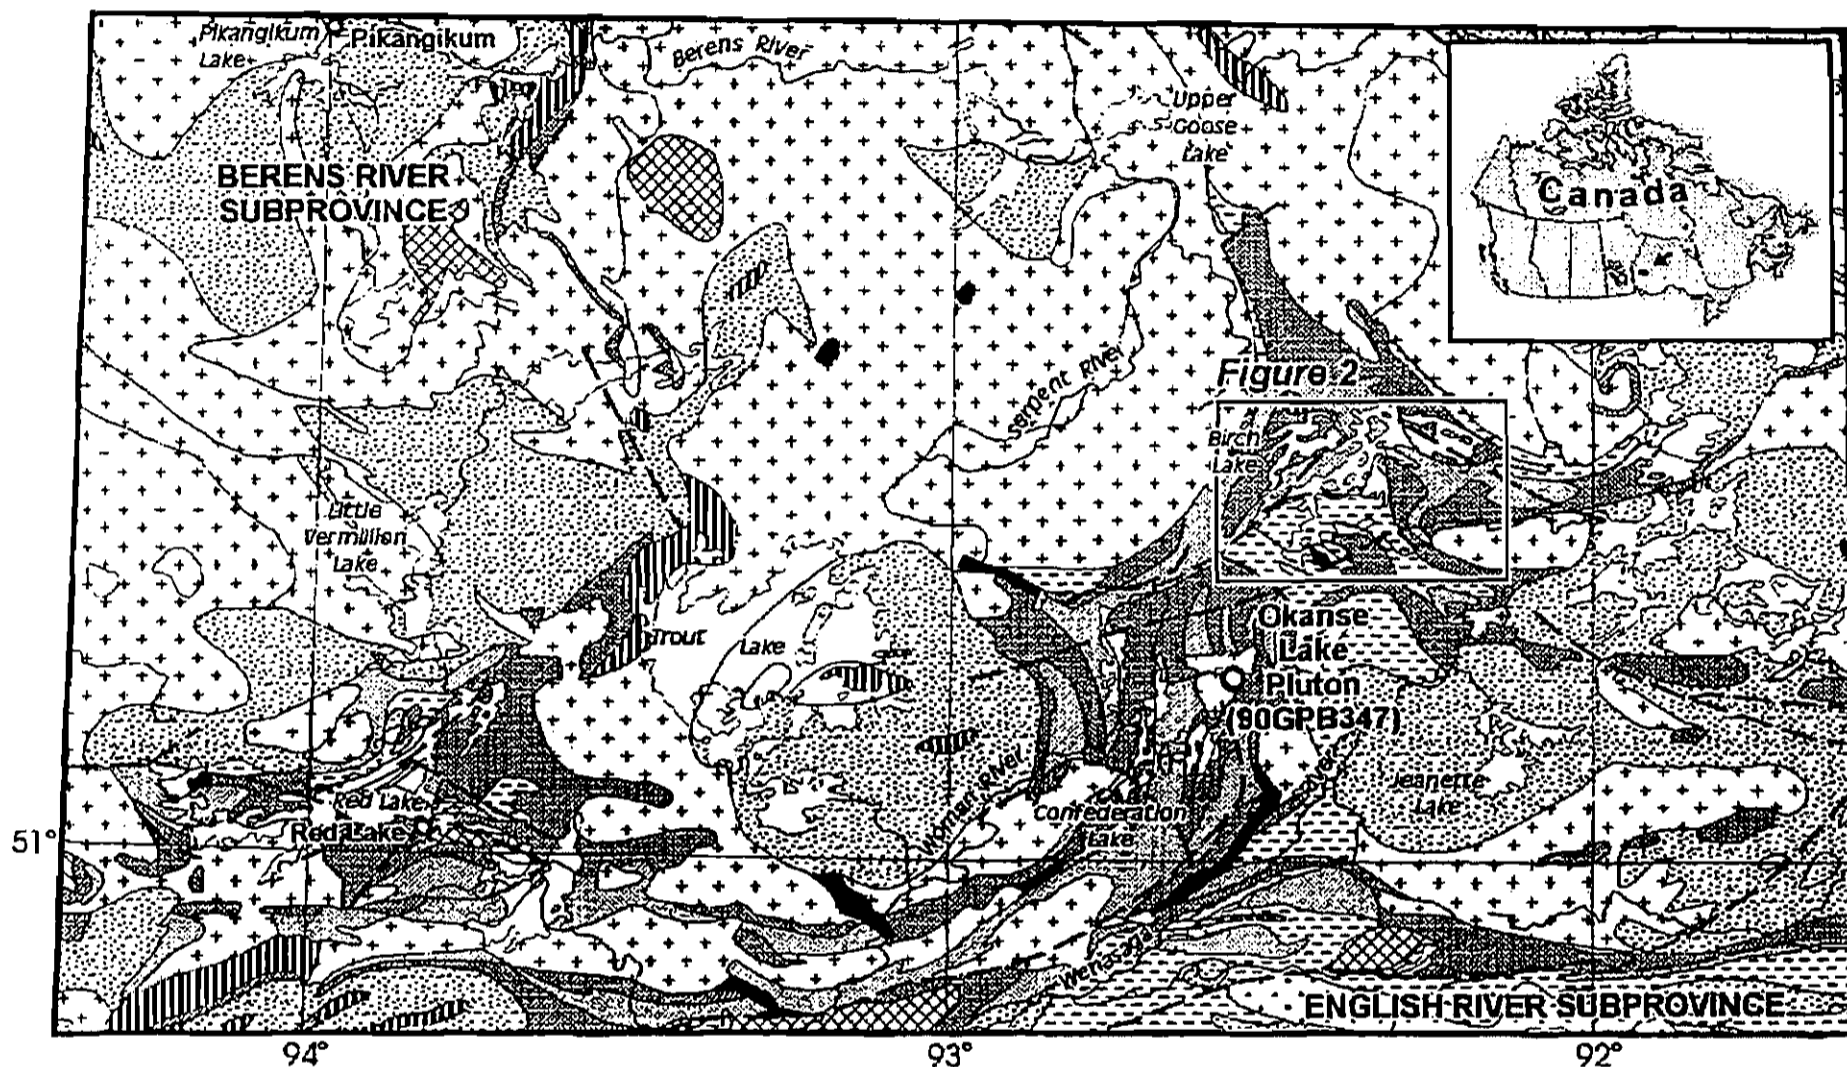 Pikangikum
Lake
Pikangikum
Berens River
Upper
Goose
Lake
Canada
BERENS RIVER
SUBPROVINCE
Serpent River
Figure 2
Birch
Lake
Little
Vermillion
Lake
Trout
Lake
Okanse
Lake
Pluton
(90GPB347)
Woman River
River
Jeanette
Lake
Red Lake
Red Lake
Confederation
Lake
51°
ENGLISH RIVER SUBPROVINCE
94°
93°
92°